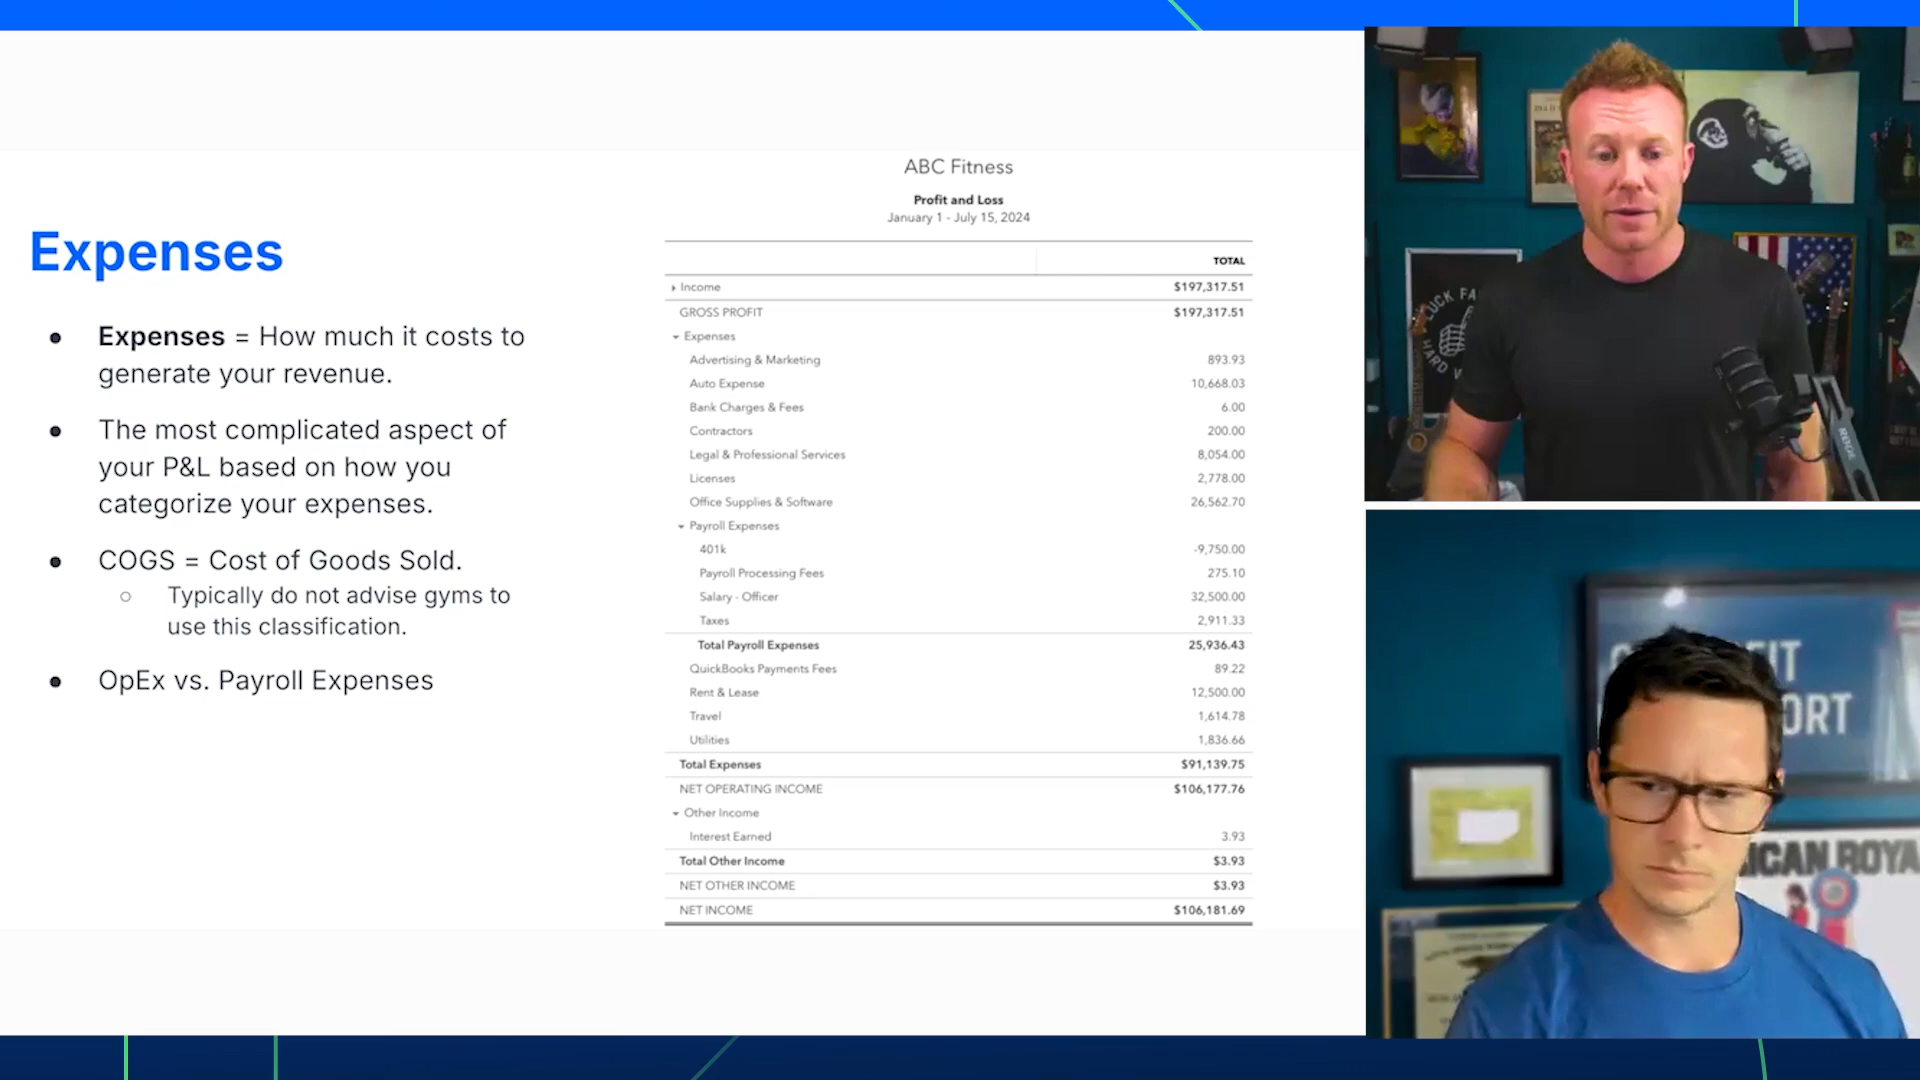 Expenses
Expenses = How much it costs to
generate your revenue.
The most complicated aspect of
your P&L based on how you
categorize your expenses.
COGS = Cost of Goods Sold.
Typically do not advise gyms to
use this classification.
OpEx vs. Payroll Expenses
ABC Fitness
Profit and Loss
January 1 - July 15, 2024
TOTAL
Income $197,317.51
GROSS PROFIT $197,317.51
Expenses
Advertising & Marketing 893.93
Auto Expense 10,668.03
Bank Charges & Fees 6.00
Contractors 200.00
Legal & Professional Services 8,054.00
Licenses 2,778.00
Office Supplies & Software 26,562.70
Payroll Expenses
401k -9,750.00
Payroll Processing Fees 275.10
Salary - Officer 32,500.00
Taxes 2,911.33
Total Payroll Expenses 25,936.43
QuickBooks Payments Fees 89.22
Rent & Lease 12,500.00
Travel 1,614.78
Utilities 1,836.66
Total Expenses $91,139.75
NET OPERATING INCOME $106,177.76
Other Income
Interest Earned 3.93
Total Other Income $3.93
NET OTHER INCOME $3.93
NET INCOME $106,181.69
LUCK FA
HARD
RODE
IT
ORT
ICAN ROYA